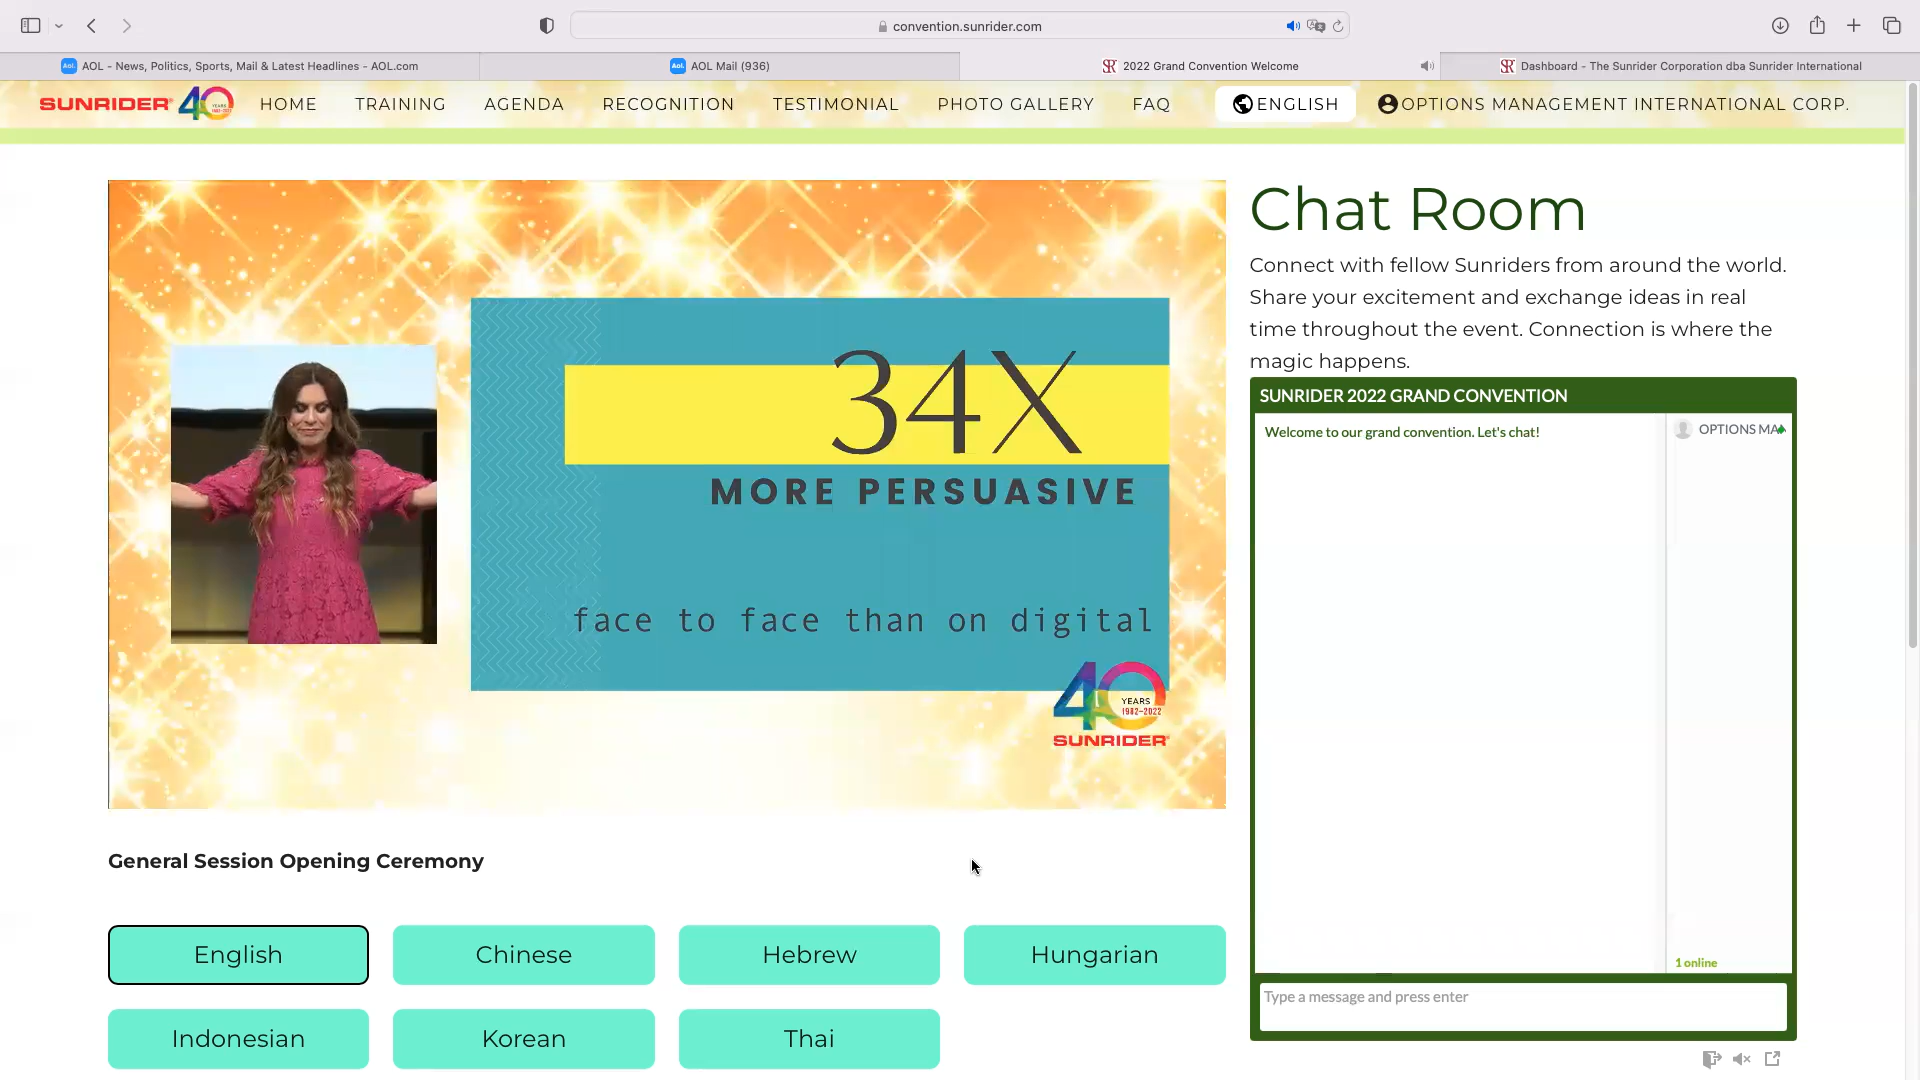 convention.sunrider.com
AOL - News, Politics, Sports, Mail & Latest Headlines - AOL.com
AOL Mail (936)
2022 Grand Convention Welcome
Dashboard - The Sunrider Corporation dba Sunrider International
SUNRIDER 40 YEARS
HOME
TRAINING
AGENDA
RECOGNITION
TESTIMONIAL
PHOTO GALLERY
FAQ
ENGLISH
OPTIONS MANAGEMENT INTERNATIONAL CORP.
34X
MORE PERSUASIVE
face to face than on digital
40 YEARS
1982-2022
SUNRIDER
Chat Room
Connect with fellow Sunriders from around the world.
Share your excitement and exchange ideas in real
time throughout the event. Connection is where the
magic happens.
SUNRIDER 2022 GRAND CONVENTION
Welcome to our grand convention. Let's chat!
OPTIONS MA
1 online
Type a message and press enter
General Session Opening Ceremony
English
Chinese
Hebrew
Hungarian
Indonesian
Korean
Thai